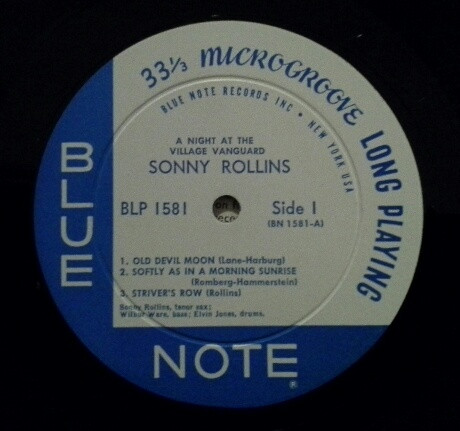 33⅓ MICROGROOVE LONG PLAYING
BLUE NOTE RECORDS INC • NEW YORK USA
A NIGHT AT THE
VILLAGE VANGUARD
SONNY ROLLINS
BLP 1581
Side 1
(BN 1581-A)
1. OLD DEVIL MOON (Lane-Harburg)
2. SOFTLY AS IN A MORNING SUNRISE
(Romberg-Hammerstein)
3. STRIVER'S ROW (Rollins)
Sonny Rollins, tenor sax;
Wilbur Ware, bass; Elvin Jones, drums.
BLUE
NOTE
®